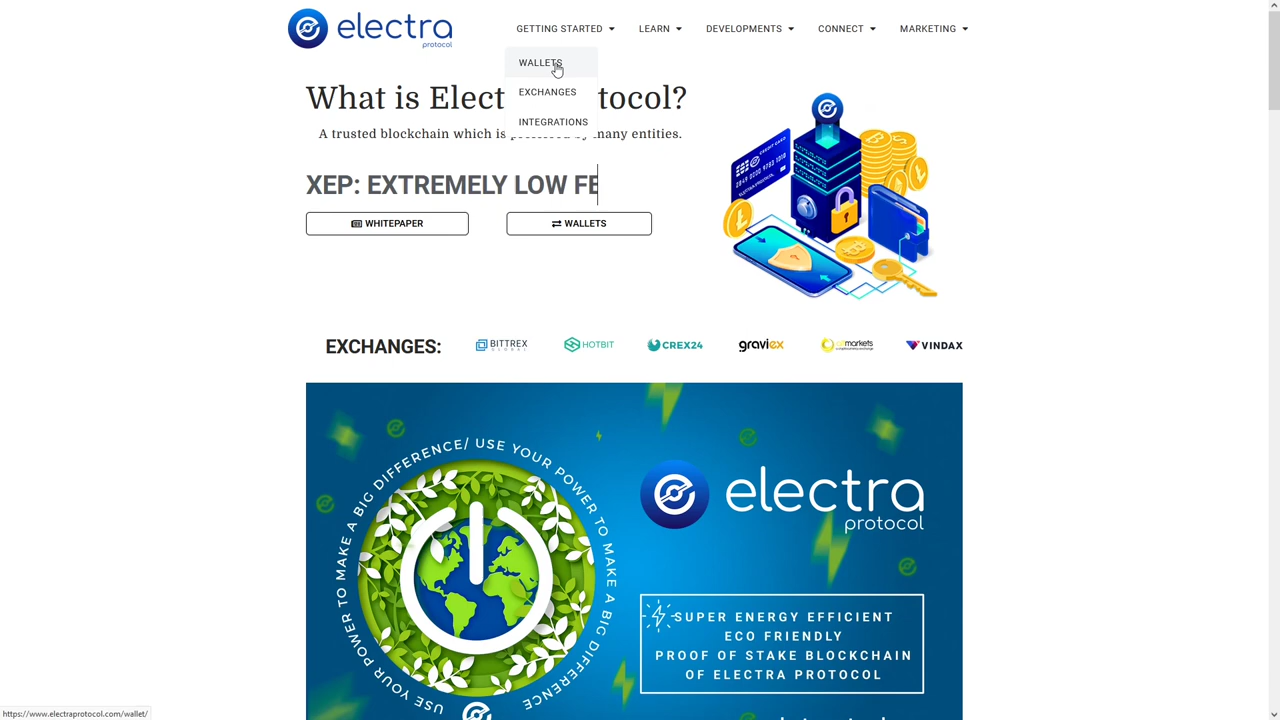 electra
protocol
GETTING STARTED
LEARN
DEVELOPMENTS
CONNECT
MARKETING
WALLETS
EXCHANGES
INTEGRATIONS
What is Elect tocol?
A trusted blockchain which is many entities.
XEP: EXTREMELY LOW FE
WHITEPAPER
WALLETS
EXCHANGES:
BITTREX
GLOBAL
HOTBIT
CREX24
graviex
VINDAX
CREDIT CARD
USE YOUR POWER TO MAKE A BIG DIFFERENCE/ USE YOUR POWER TO MAKE A BIG DIFFERENCE
electra
protocol
SUPER ENERGY EFFICIENT
ECO FRIENDLY
PROOF OF STAKE BLOCKCHAIN
OF ELECTRA PROTOCOL
https://www.electraprotocol.com/wallet/